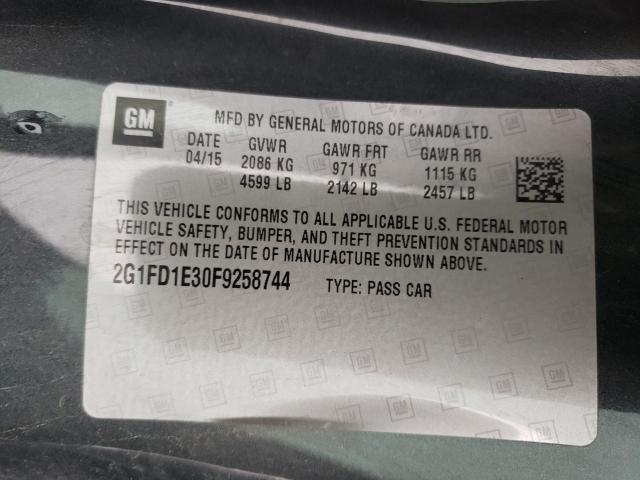 GM MFD BY GENERAL MOTORS OF CANADA LTD.
DATE GVWR GAWR FRT GAWR RR
04/15 2086 KG 971 KG 1115 KG
4599 LB 2142 LB 2457 LB
THIS VEHICLE CONFORMS TO ALL APPLICABLE U.S. FEDERAL MOTOR
VEHICLE SAFETY, BUMPER, AND THEFT PREVENTION STANDARDS IN
EFFECT ON THE DATE OF MANUFACTURE SHOWN ABOVE.
2G1FD1E30F9258744 TYPE: PASS CAR